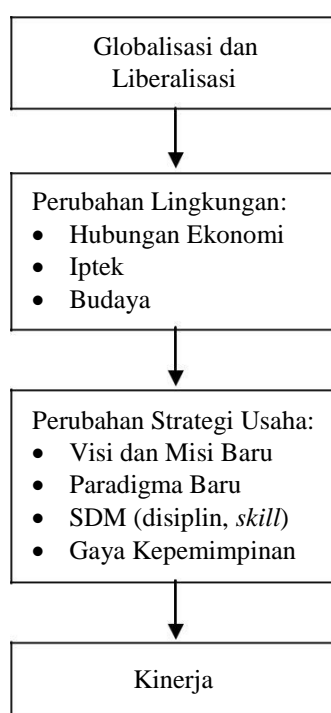 Globalisasi dan
Liberalisasi
Perubahan Lingkungan:
• Hubungan Ekonomi
• Iptek
• Budaya
Perubahan Strategi Usaha:
• Visi dan Misi Baru
• Paradigma Baru
• SDM (disiplin, skill)
• Gaya Kepemimpinan
Kinerja